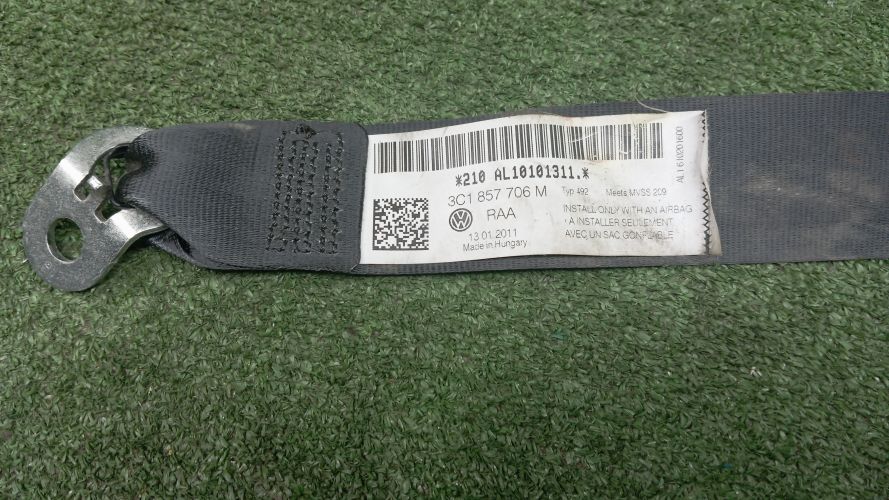 *210 AL10101311.*
3C1 857 706 M Typ 492 Meets MVSS 209
RAA
INSTALL ONLY WITH AN AIRBAG
• A INSTALLER SEULEMENT
AVEC UN SAC GONFLABLE
13.01.2011
Made in Hungary
AL1610201600